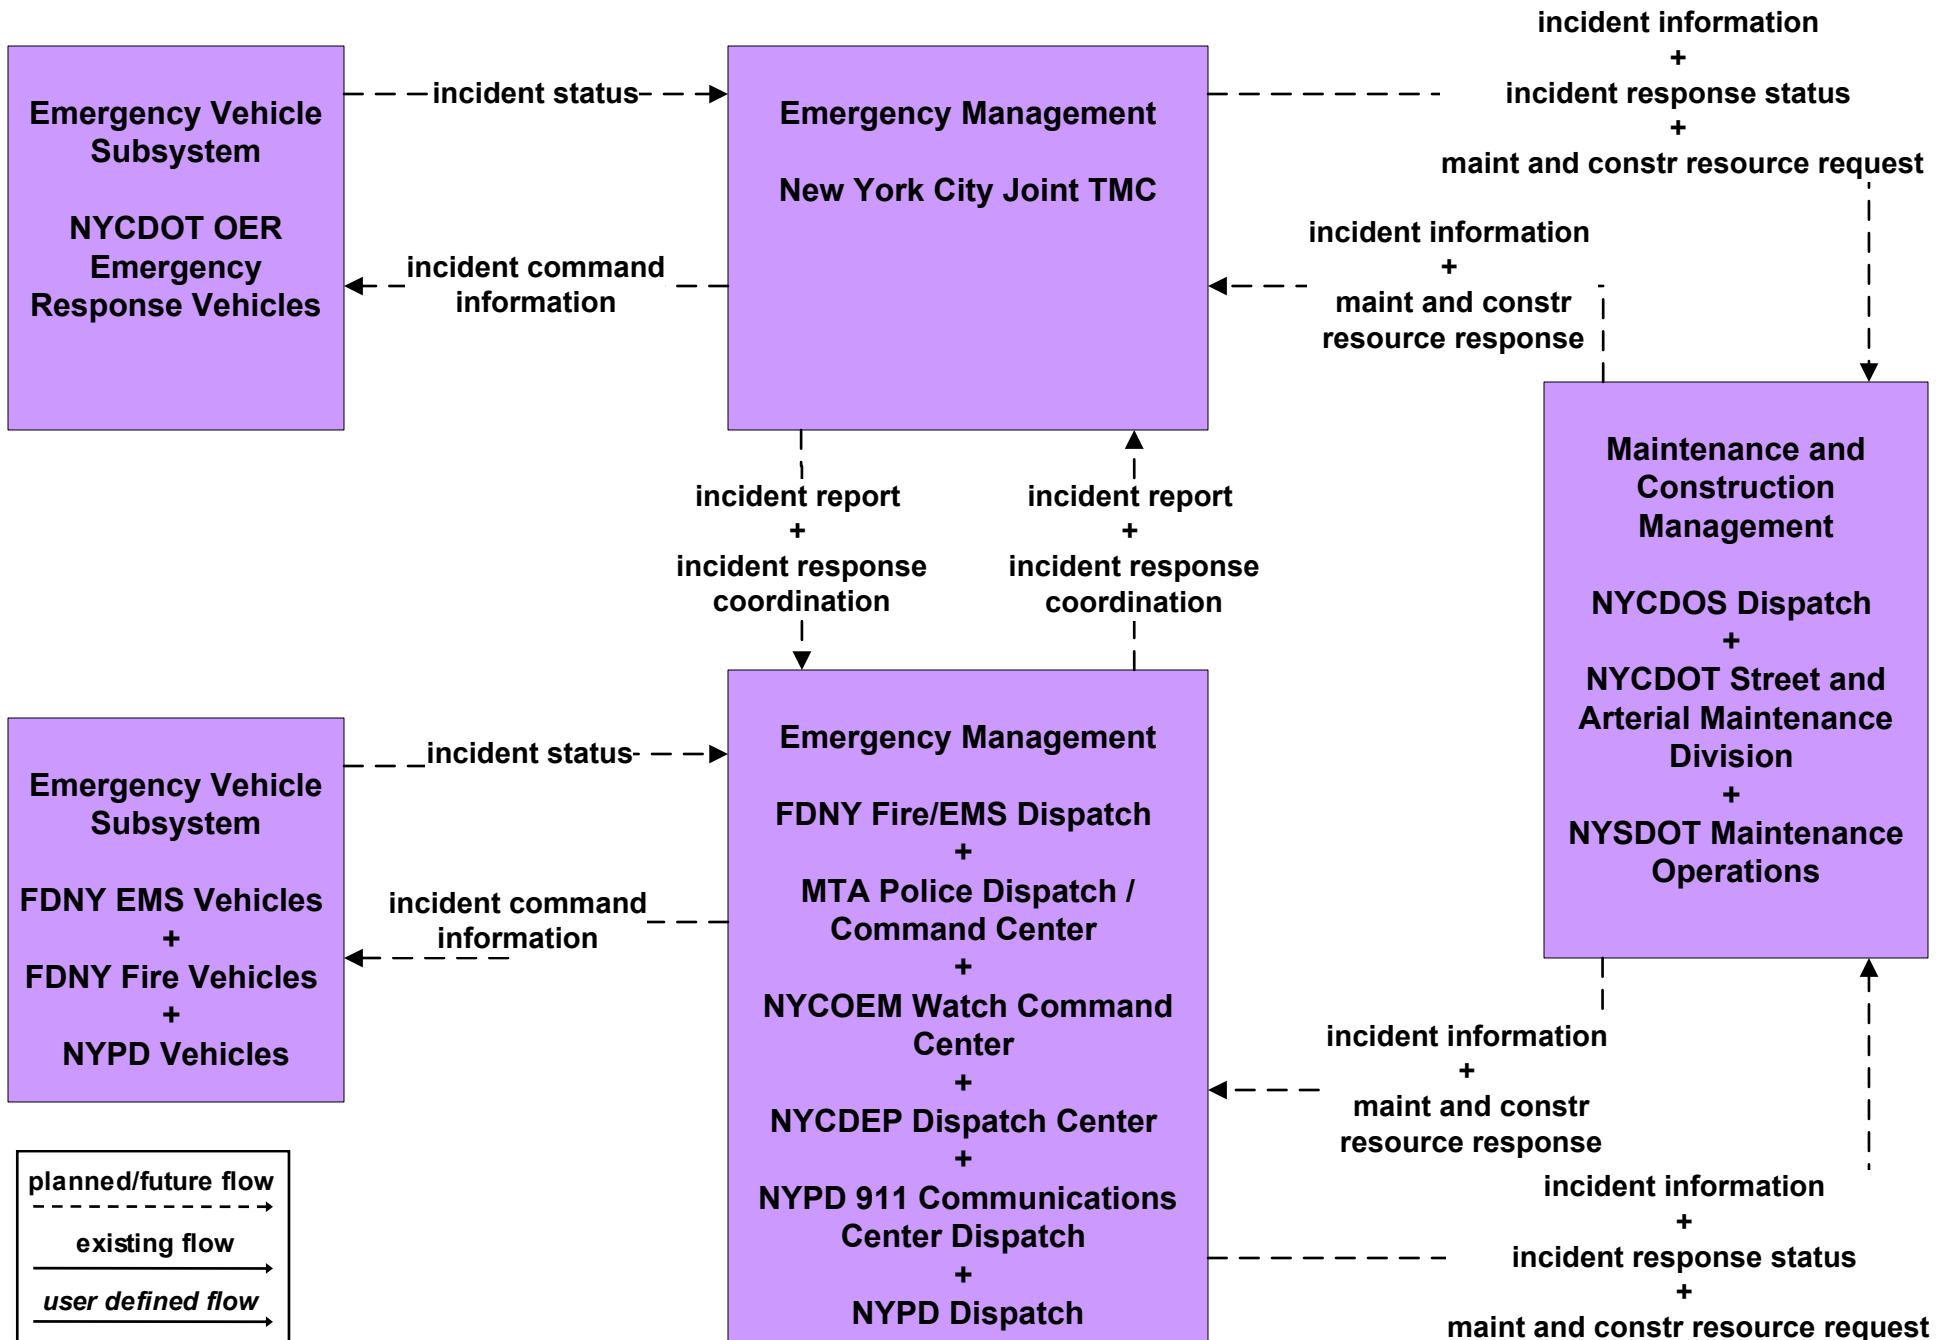 Emergency Vehicle
Subsystem
NYCDOT OER
Emergency
Response Vehicles
incident status
incident command
information
Emergency Management
New York City Joint TMC
incident information
+
incident response status
+
maint and constr resource request
incident information
+
maint and constr
resource response
incident report
+
incident response
coordination
incident report
+
incident response
coordination
Maintenance and
Construction
Management
NYCDOS Dispatch
+
NYCDOT Street and
Arterial Maintenance
Division
+
NYSDOT Maintenance
Operations
Emergency Vehicle
Subsystem
FDNY EMS Vehicles
+
FDNY Fire Vehicles
+
NYPD Vehicles
incident status
incident command
information
Emergency Management
FDNY Fire/EMS Dispatch
+
MTA Police Dispatch /
Command Center
+
NYCOEM Watch Command
Center
+
NYCDEP Dispatch Center
+
NYPD 911 Communications
Center Dispatch
+
NYPD Dispatch
incident information
+
maint and constr
resource response
incident information
+
incident response status
+
maint and constr resource request
planned/future flow
existing flow
user defined flow